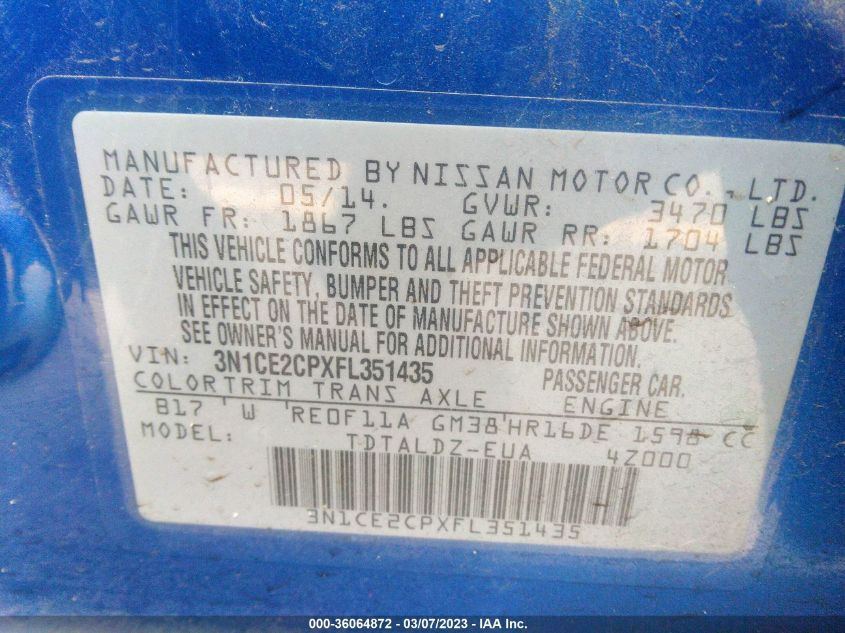 MANUFACTURED BY NISSAN MOTOR CO., LTD.
DATE: 05/14. GVWR: 3470 LBS
GAWR FR: 1867 LBS GAWR RR: 1704 LBS
THIS VEHICLE CONFORMS TO ALL APPLICABLE FEDERAL MOTOR
VEHICLE SAFETY, BUMPER AND THEFT PREVENTION STANDARDS
IN EFFECT ON THE DATE OF MANUFACTURE SHOWN ABOVE.
SEE OWNER'S MANUAL FOR ADDITIONAL INFORMATION.
VIN: 3N1CE2CPXFL351435 PASSENGER CAR.
COLORTRIM TRANS AXLE ENGINE
B17 W RE0F11A GM38 HR16DE 1598 CC
MODEL: TDTALDZ-EUA 4Z000
3N1CE2CPXFL351435
000-36064872 / 03/07/2023 - IAA Inc.